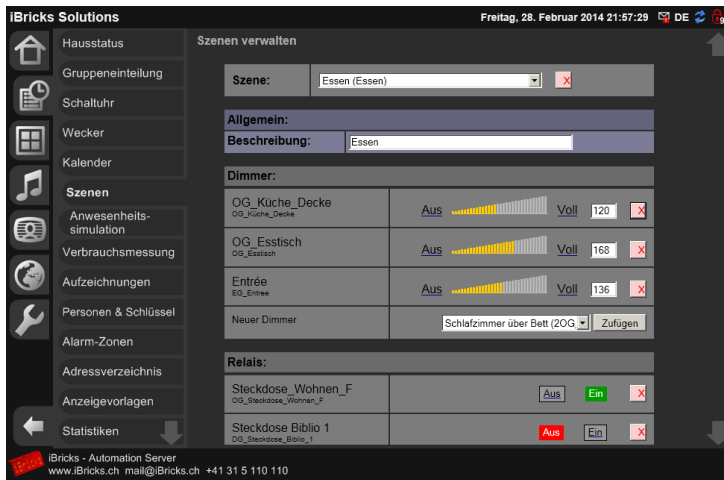 iBricks Solutions
Freitag, 28. Februar 2014 21:57:29 DE
Hausstatus
Gruppeneinteilung
Schaltuhr
Wecker
Kalender
Szenen
Anwesenheits-
simulation
Verbrauchsmessung
Aufzeichnungen
Personen & Schlüssel
Alarm-Zonen
Adressverzeichnis
Anzeigevorlagen
Statistiken
Szenen verwalten
Szene: Essen (Essen) X
Allgemein:
Beschreibung: Essen
Dimmer:
OG_Küche_Decke Aus Voll 120 X
OG_Küche_Decke
OG_Esstisch Aus Voll 168 X
OG_Esstisch
Entrée Aus Voll 136 X
EG_Entree
Neuer Dimmer Schlafzimmer über Bett (2OG_ Zufügen
Relais:
Steckdose_Wohnen_F Aus Ein X
OG_Steckdose_Wohnen_F
Steckdose Biblio 1 Aus Ein X
DG_Steckdose_Biblio_1
iBricks
iBricks - Automation Server
www.iBricks.ch mail@iBricks.ch +41 31 5 110 110